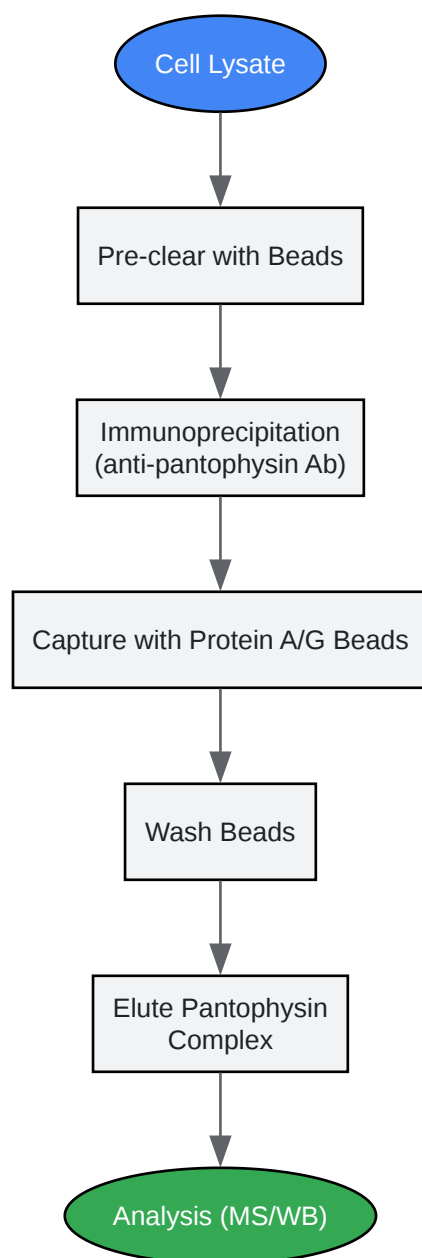 Cell Lysate
Pre-clear with Beads
Immunoprecipitation
(anti-pantophysin Ab)
Capture with Protein A/G Beads
Wash Beads
Elute Pantophysin
Complex
Analysis (MS/WB)